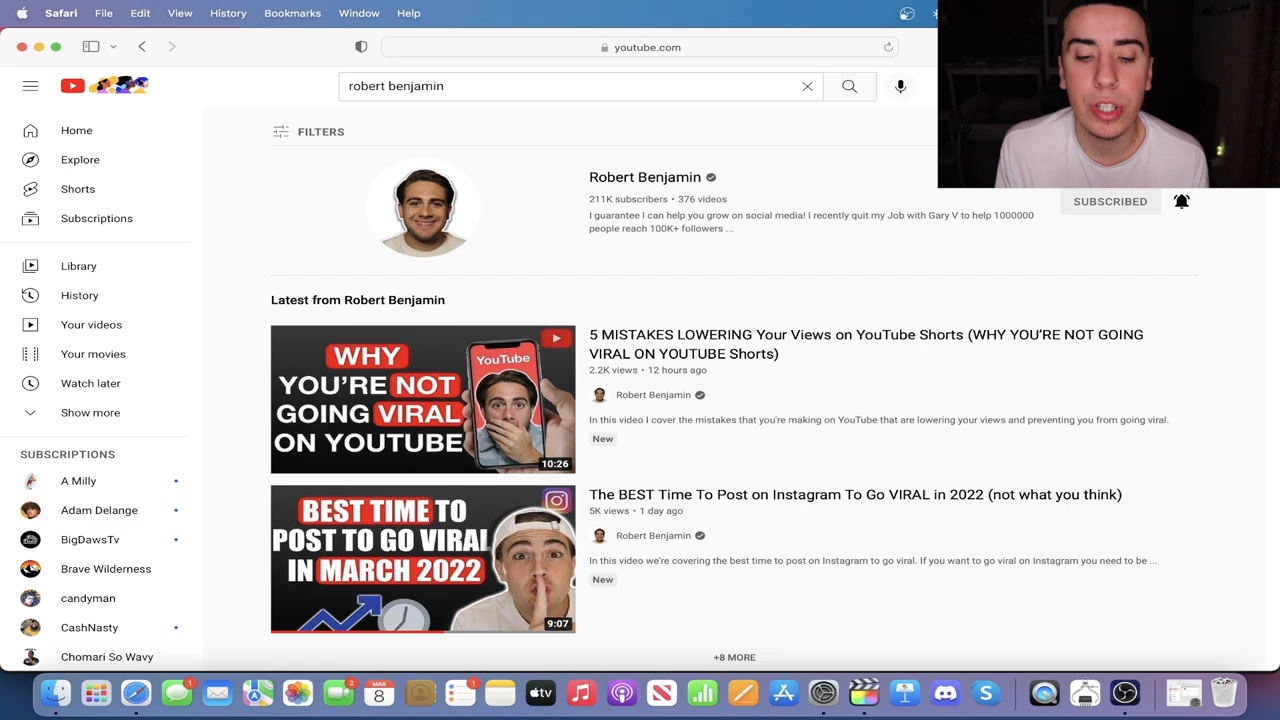 Safari File Edit View History Bookmarks Window Help
youtube.com
robert benjamin
Home
Explore
Shorts
Subscriptions
Library
History
Your videos
Your movies
Watch later
Show more
SUBSCRIPTIONS
A Milly
Adam Delange
BigDawsTv
Brave Wilderness
candyman
CashNasty
Chomari So Wavy
FILTERS
Robert Benjamin
211K subscribers • 376 videos
I guarantee I can help you grow on social media! I recently quit my Job with Gary V to help 1000000
people reach 100K+ followers ...
SUBSCRIBED
Latest from Robert Benjamin
WHY
YOU'RE NOT
GOING VIRAL
ON YOUTUBE
YouTube
10:26
5 MISTAKES LOWERING Your Views on YouTube Shorts (WHY YOU'RE NOT GOING
VIRAL ON YOUTUBE Shorts)
2.2K views • 12 hours ago
Robert Benjamin
In this video I cover the mistakes that you're making on YouTube that are lowering your views and preventing you from going viral.
New
BEST TIME TO
POST TO GO VIRAL
IN MARCH 2022
9:07
The BEST Time To Post on Instagram To Go VIRAL in 2022 (not what you think)
5K views • 1 day ago
Robert Benjamin
In this video we're covering the best time to post on Instagram to go viral. If you want to go viral on Instagram you need to be ...
New
+8 MORE
1
2
MAR
8
1
tv